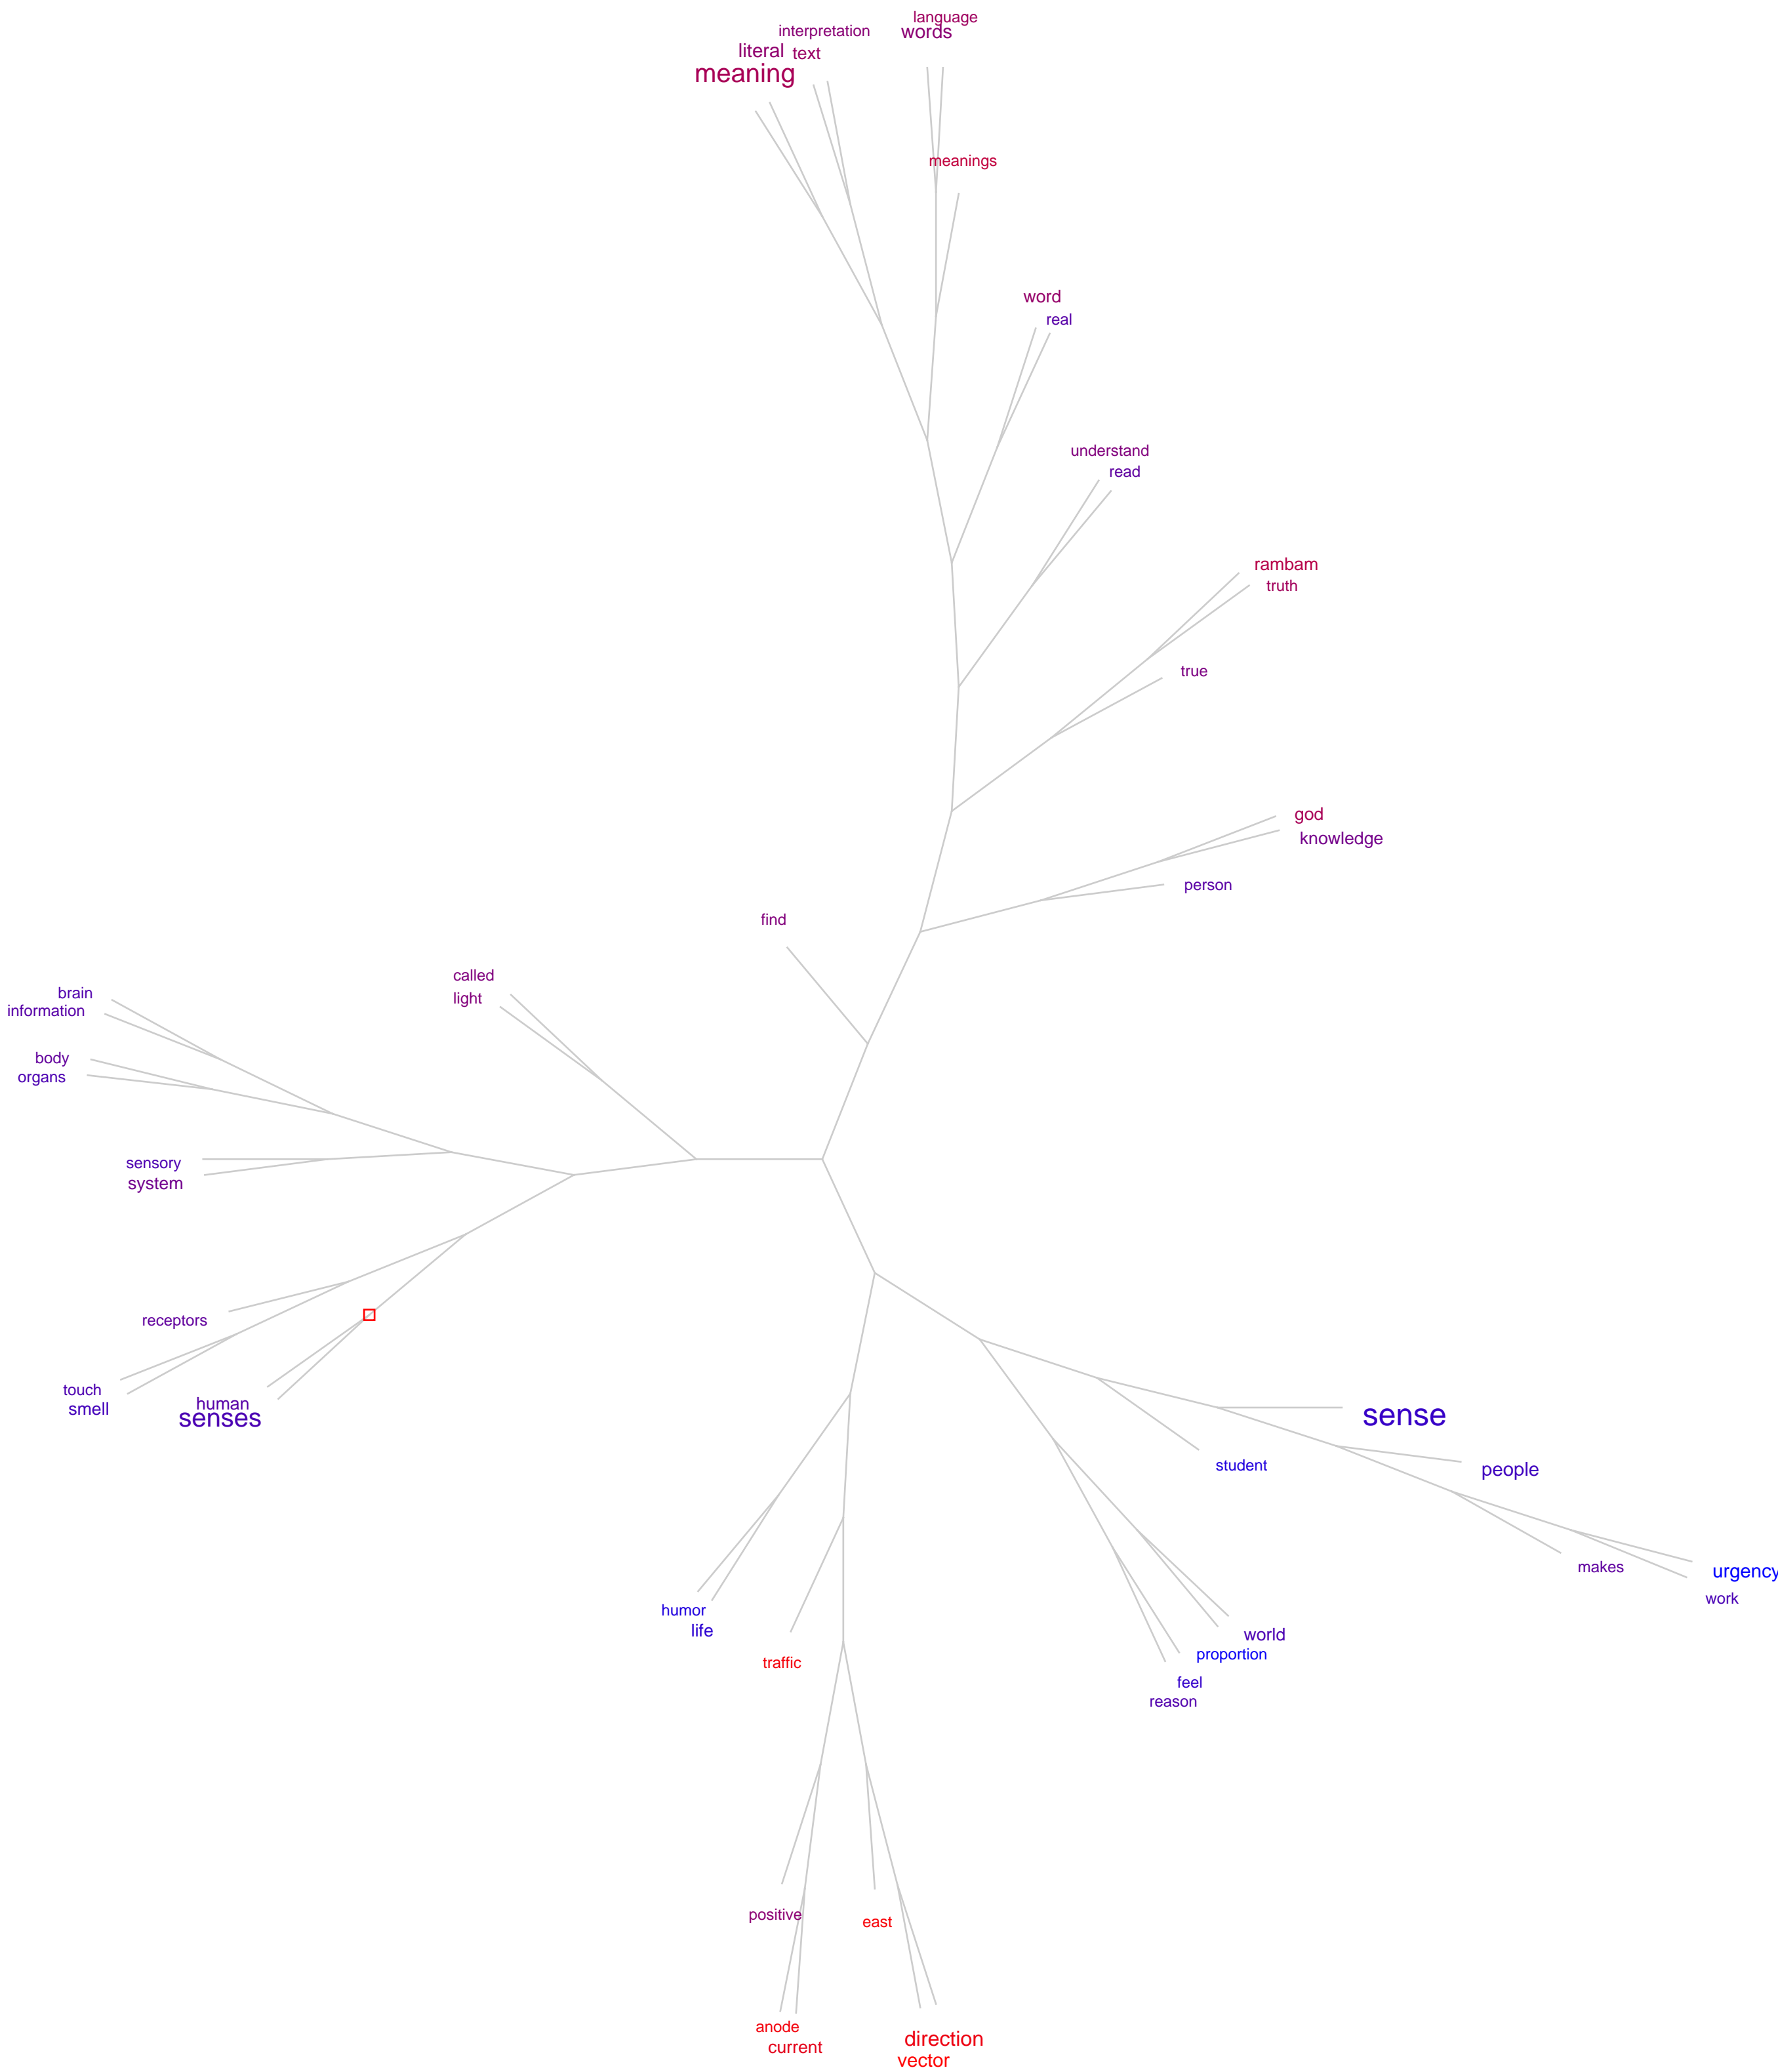 language
words
interpretation
literal text
meaning
meanings
word
real
understand
read
rambam
truth
true
god
knowledge
person
find
called
light
brain
information
body
organs
sensory
system
receptors
touch
smell
human
senses
sense
student
people
urgency
makes
work
humor
life
world
proportion
traffic
feel
reason
positive
east
anode
current
direction
vector